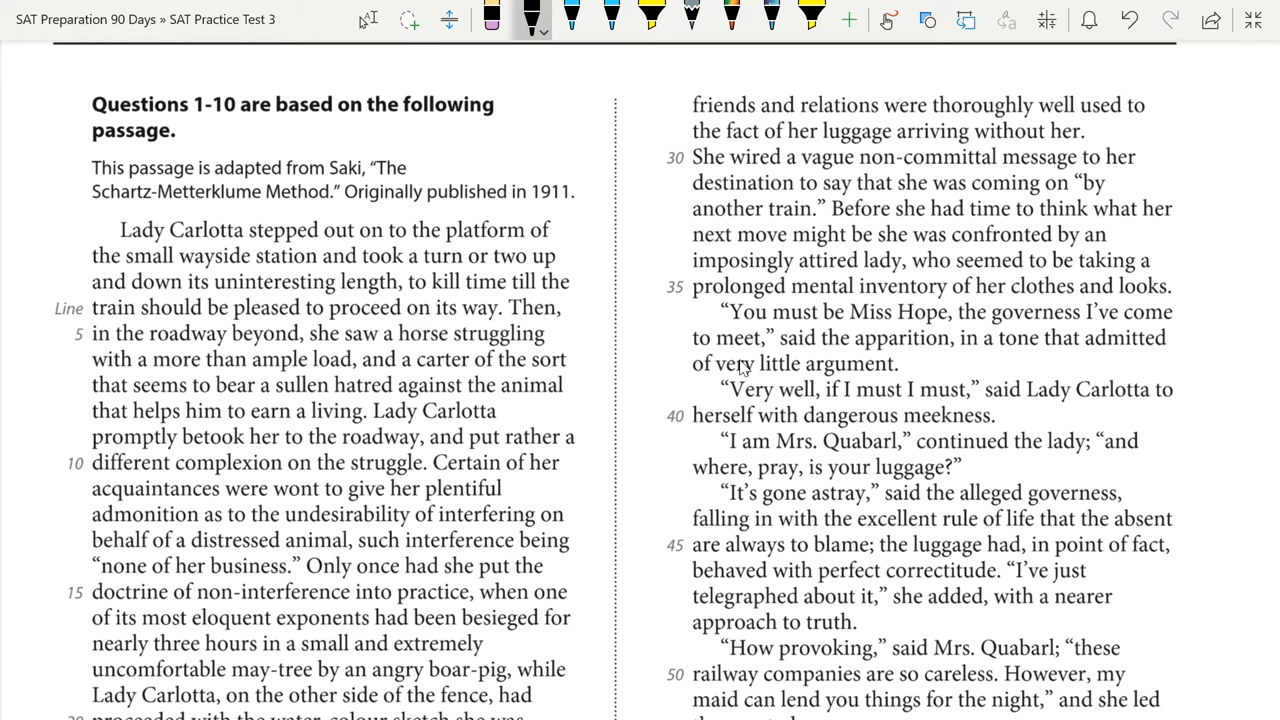 SAT Preparation 90 Days » SAT Practice Test 3
Questions 1-10 are based on the following
passage.
This passage is adapted from Saki, “The
Schartz-Metterklume Method.” Originally published in 1911.
Lady Carlotta stepped out on to the platform of
the small wayside station and took a turn or two up
and down its uninteresting length, to kill time till the
Line train should be pleased to proceed on its way. Then,
5 in the roadway beyond, she saw a horse struggling
with a more than ample load, and a carter of the sort
that seems to bear a sullen hatred against the animal
that helps him to earn a living. Lady Carlotta
promptly betook her to the roadway, and put rather a
10 different complexion on the struggle. Certain of her
acquaintances were wont to give her plentiful
admonition as to the undesirability of interfering on
behalf of a distressed animal, such interference being
“none of her business.” Only once had she put the
15 doctrine of non-interference into practice, when one
of its most eloquent exponents had been besieged for
nearly three hours in a small and extremely
uncomfortable may-tree by an angry boar-pig, while
Lady Carlotta, on the other side of the fence, had
20 proceeded with the water-colour sketch she was
friends and relations were thoroughly well used to
the fact of her luggage arriving without her.
30 She wired a vague non-committal message to her
destination to say that she was coming on “by
another train.” Before she had time to think what her
next move might be she was confronted by an
imposingly attired lady, who seemed to be taking a
35 prolonged mental inventory of her clothes and looks.
“You must be Miss Hope, the governess I’ve come
to meet,” said the apparition, in a tone that admitted
of very little argument.
“Very well, if I must I must,” said Lady Carlotta to
40 herself with dangerous meekness.
“I am Mrs. Quabarl,” continued the lady; “and
where, pray, is your luggage?”
“It’s gone astray,” said the alleged governess,
falling in with the excellent rule of life that the absent
45 are always to blame; the luggage had, in point of fact,
behaved with perfect correctitude. “I’ve just
telegraphed about it,” she added, with a nearer
approach to truth.
“How provoking,” said Mrs. Quabarl; “these
50 railway companies are so careless. However, my
maid can lend you things for the night,” and she led